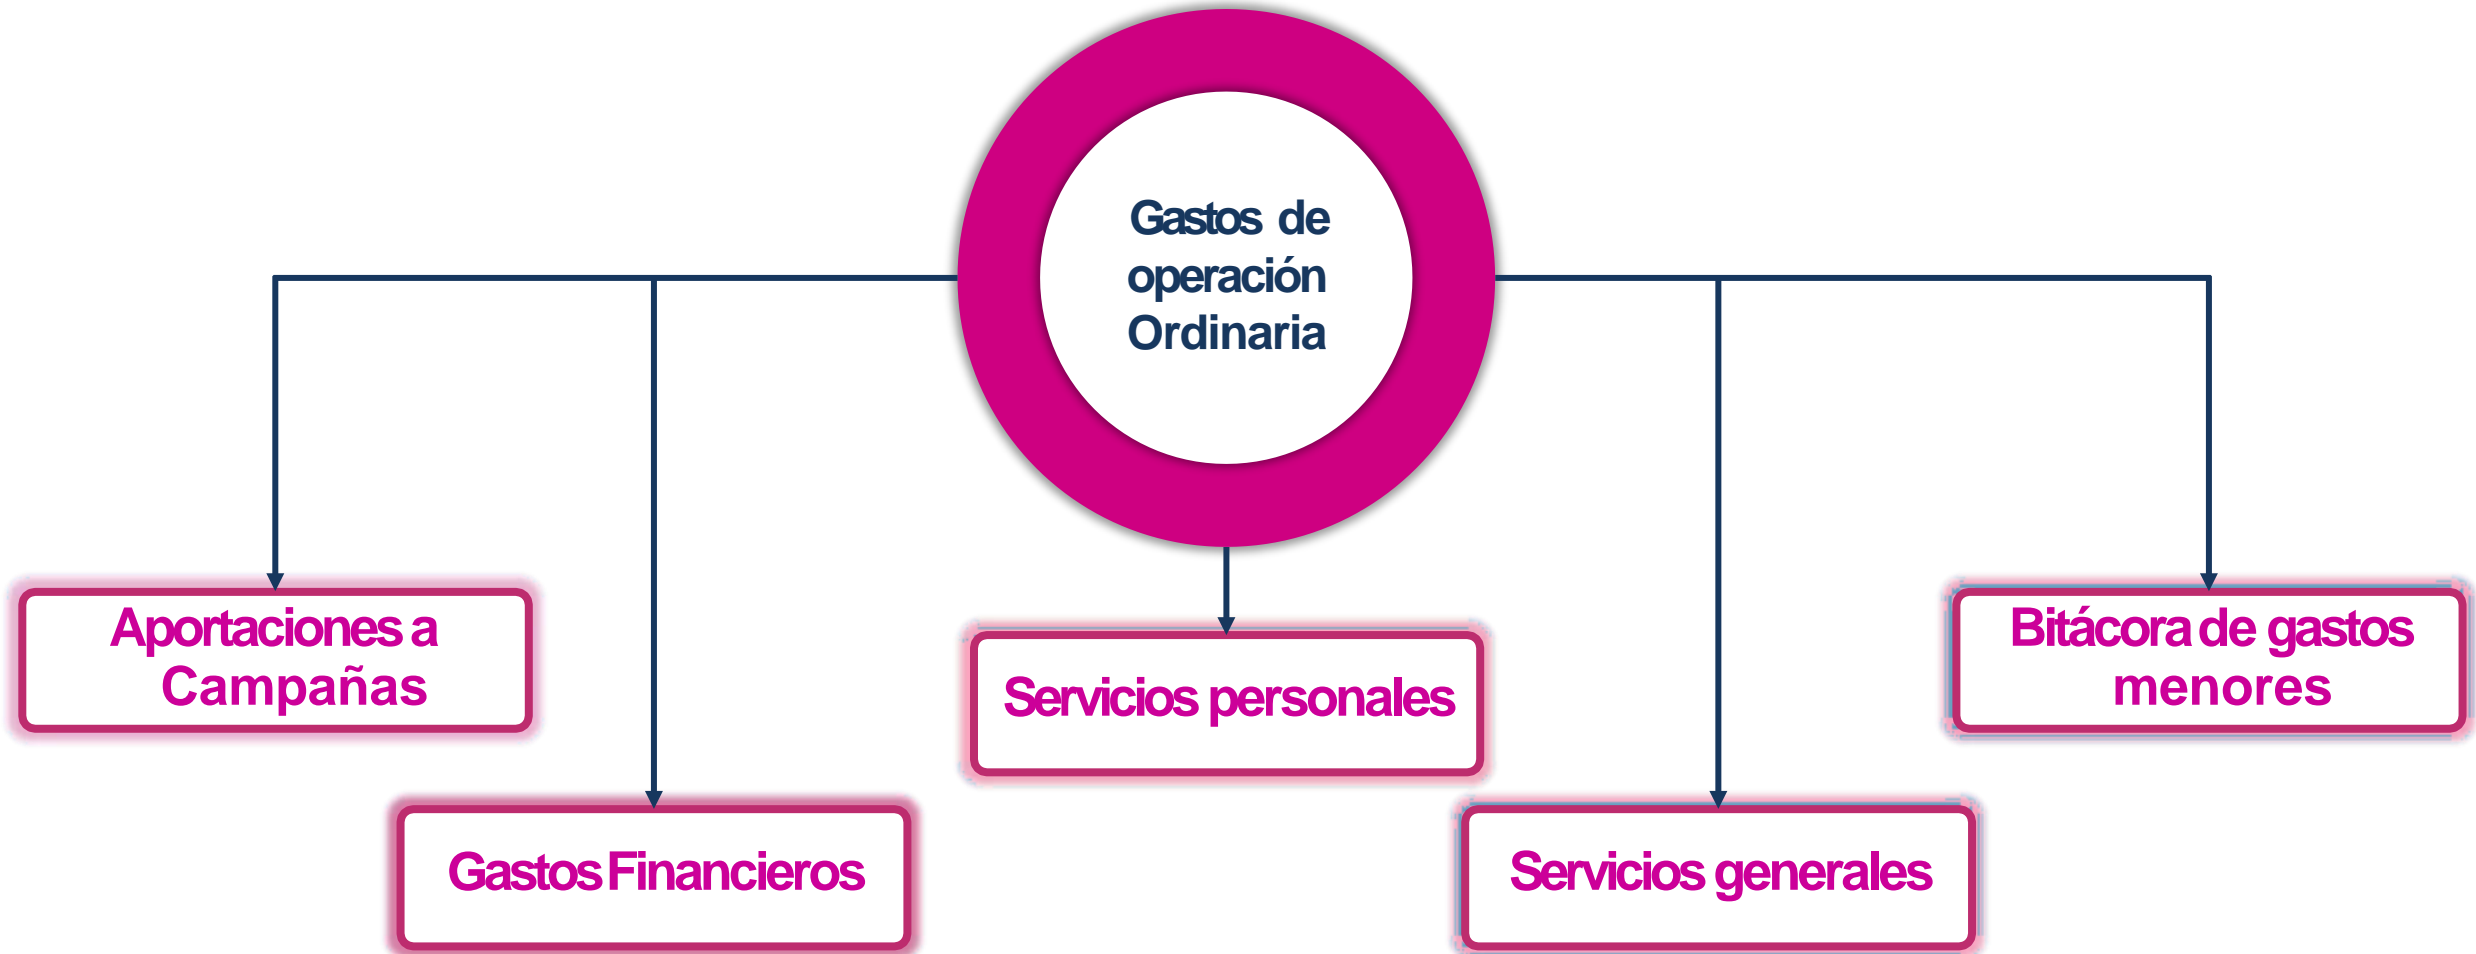 Gastos de
operación
Ordinaria
Aportaciones a
Campañas
Gastos Financieros
Servicios personales
Servicios generales
Bitácora de gastos
menores